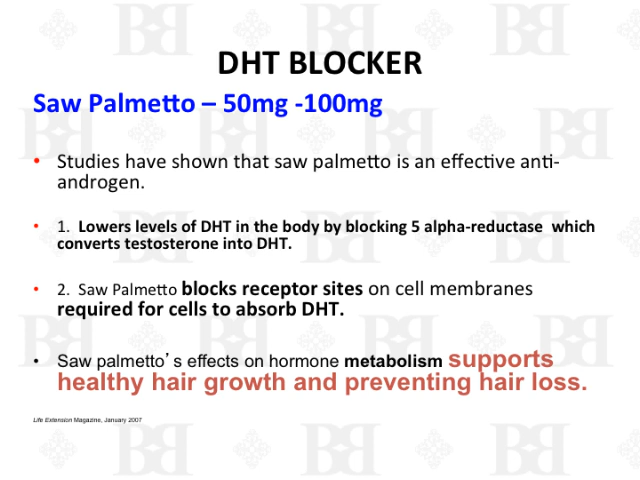 DHT BLOCKER
Saw Palmetto – 50mg -100mg
• Studies have shown that saw palmetto is an effective anti-
androgen.
• 1. Lowers levels of DHT in the body by blocking 5 alpha-reductase which
converts testosterone into DHT.
• 2. Saw Palmetto blocks receptor sites on cell membranes
required for cells to absorb DHT.
• Saw palmetto’s effects on hormone metabolism supports
healthy hair growth and preventing hair loss.
Life Extension Magazine, January 2007